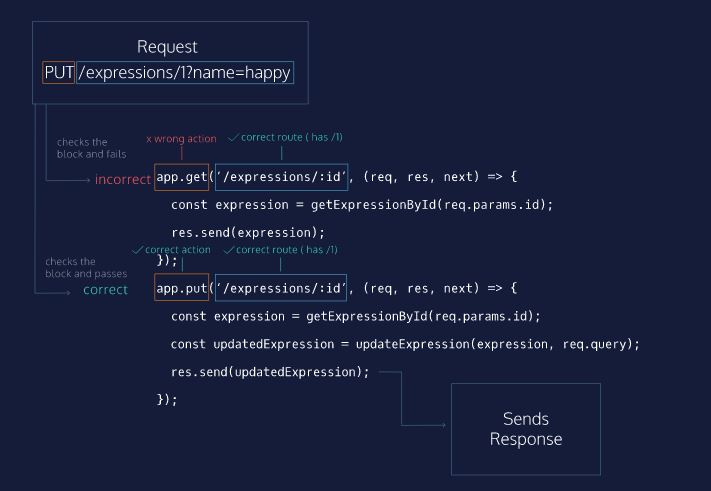 Request
PUT /expressions/1?name=happy
checks the
block and fails
x wrong action
✓ correct route ( has /1)
incorrect
app.get(‘/expressions/:id’, (req, res, next) => {
const expression = getExpressionById(req.params.id);
res.send(expression);
});
✓ correct action
✓ correct route ( has /1)
checks the
block and passes
correct
app.put(‘/expressions/:id’, (req, res, next) => {
const expression = getExpressionById(req.params.id);
const updatedExpression = updateExpression(expression, req.query);
res.send(updatedExpression);
});
Sends
Response